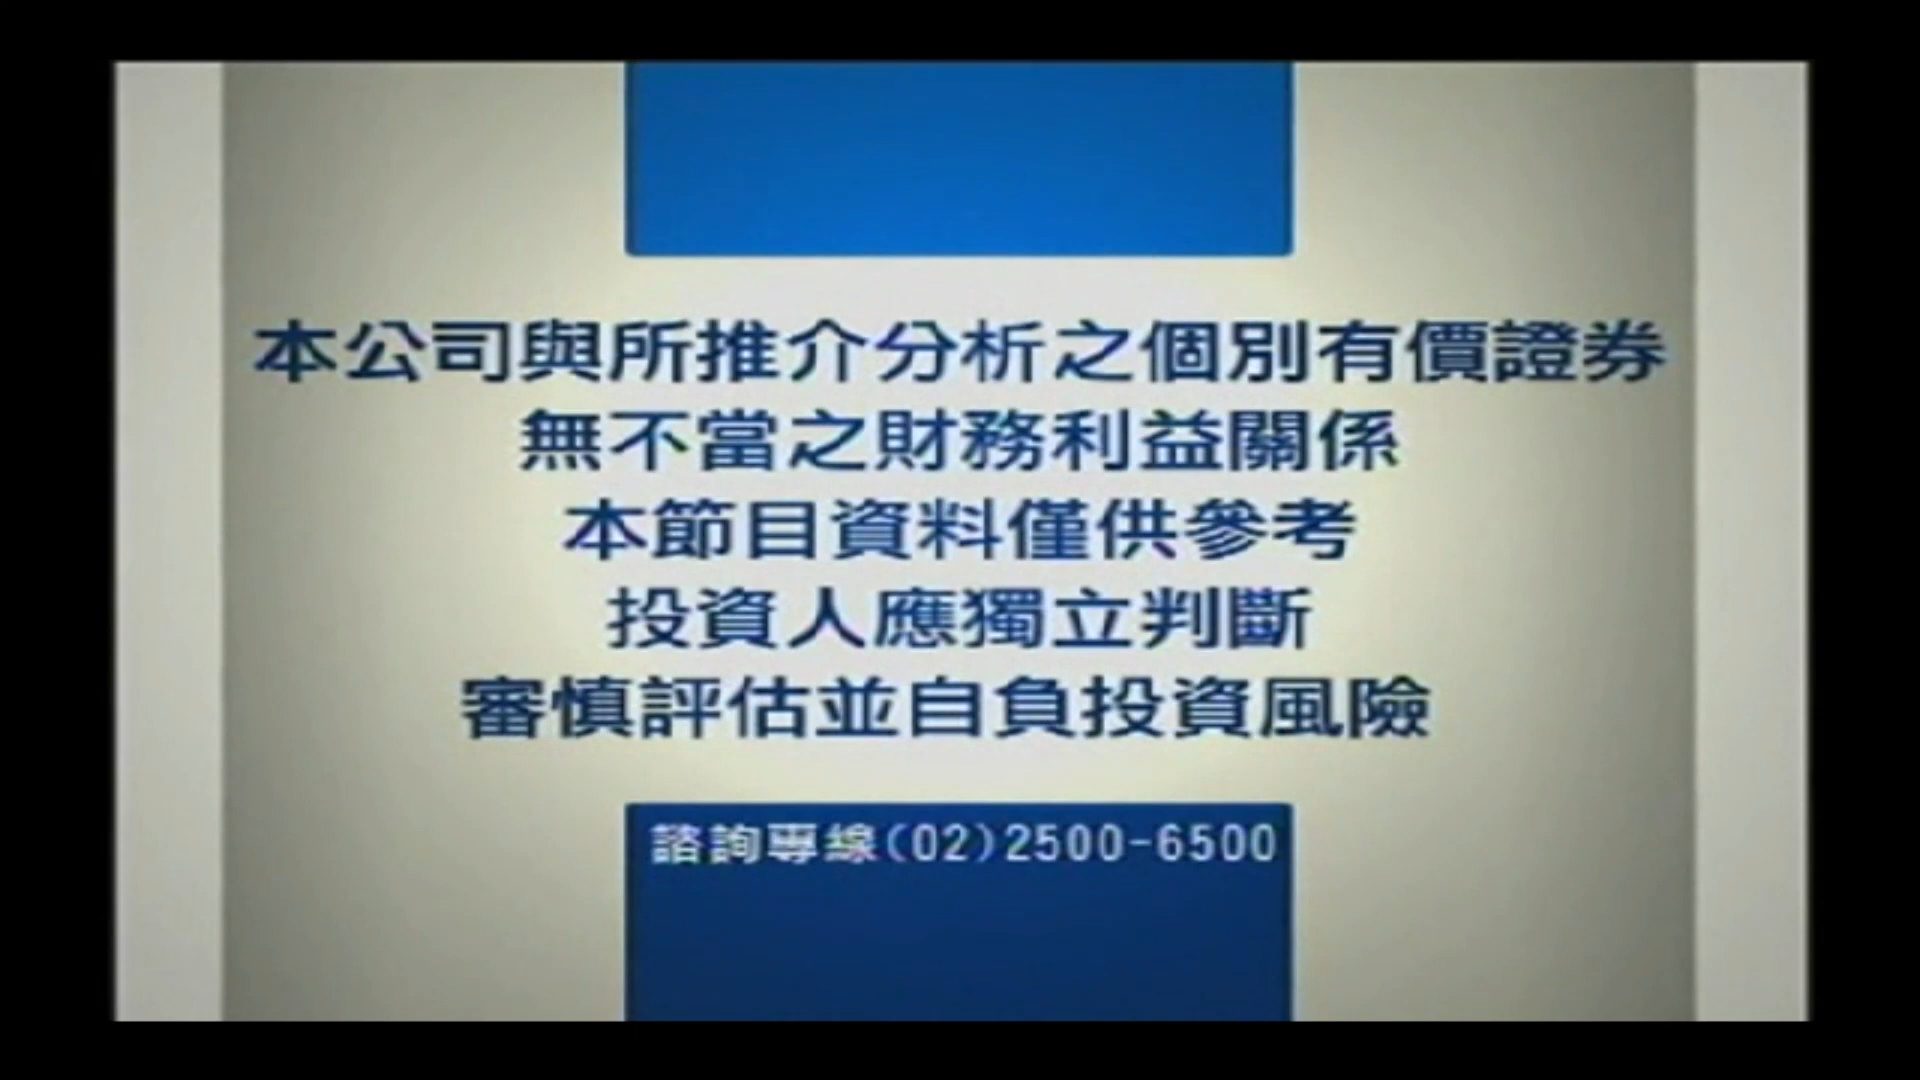 本公司與所推介分析之個別有價證券
無不當之財務利益關係
本節目資料僅供參考
投資人應獨立判斷
審慎評估並自負投資風險
諮詢專線(02)2500-6500